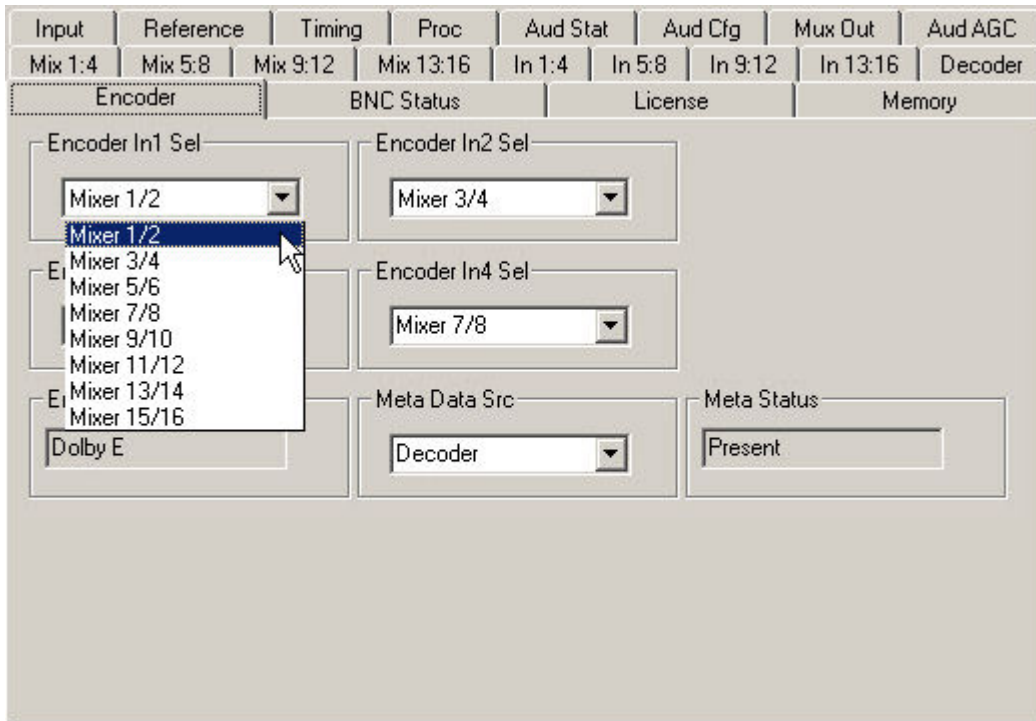 Input Reference Timing Proc Aud Stat Aud Cfg Mux Out Aud AGC
Mix 1:4 Mix 5:8 Mix 9:12 Mix 13:16 In 1:4 In 5:8 In 9:12 In 13:16 Decoder
Encoder BNC Status License Memory
Encoder In1 Sel Encoder In2 Sel
Mixer 1/2 Mixer 3/4
Mixer 1/2
Mixer 3/4
Mixer 5/6
Mixer 7/8
Mixer 9/10
Mixer 11/12
Mixer 13/14
Mixer 15/16
Encoder In4 Sel
Mixer 7/8
Meta Data Src Meta Status
Dolby E Decoder Present